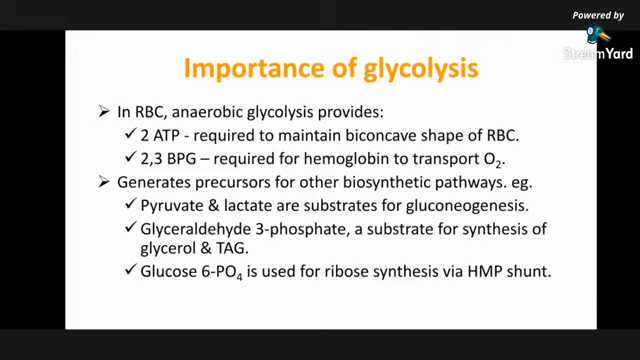 Powered by
StreamYard
Importance of glycolysis
➢ In RBC, anaerobic glycolysis provides:
✓ 2 ATP - required to maintain biconcave shape of RBC.
✓ 2,3 BPG – required for hemoglobin to transport O₂.
➢ Generates precursors for other biosynthetic pathways. eg.
✓ Pyruvate & lactate are substrates for gluconeogenesis.
✓ Glyceraldehyde 3-phosphate, a substrate for synthesis of
glycerol & TAG.
✓ Glucose 6-PO₄ is used for ribose synthesis via HMP shunt.